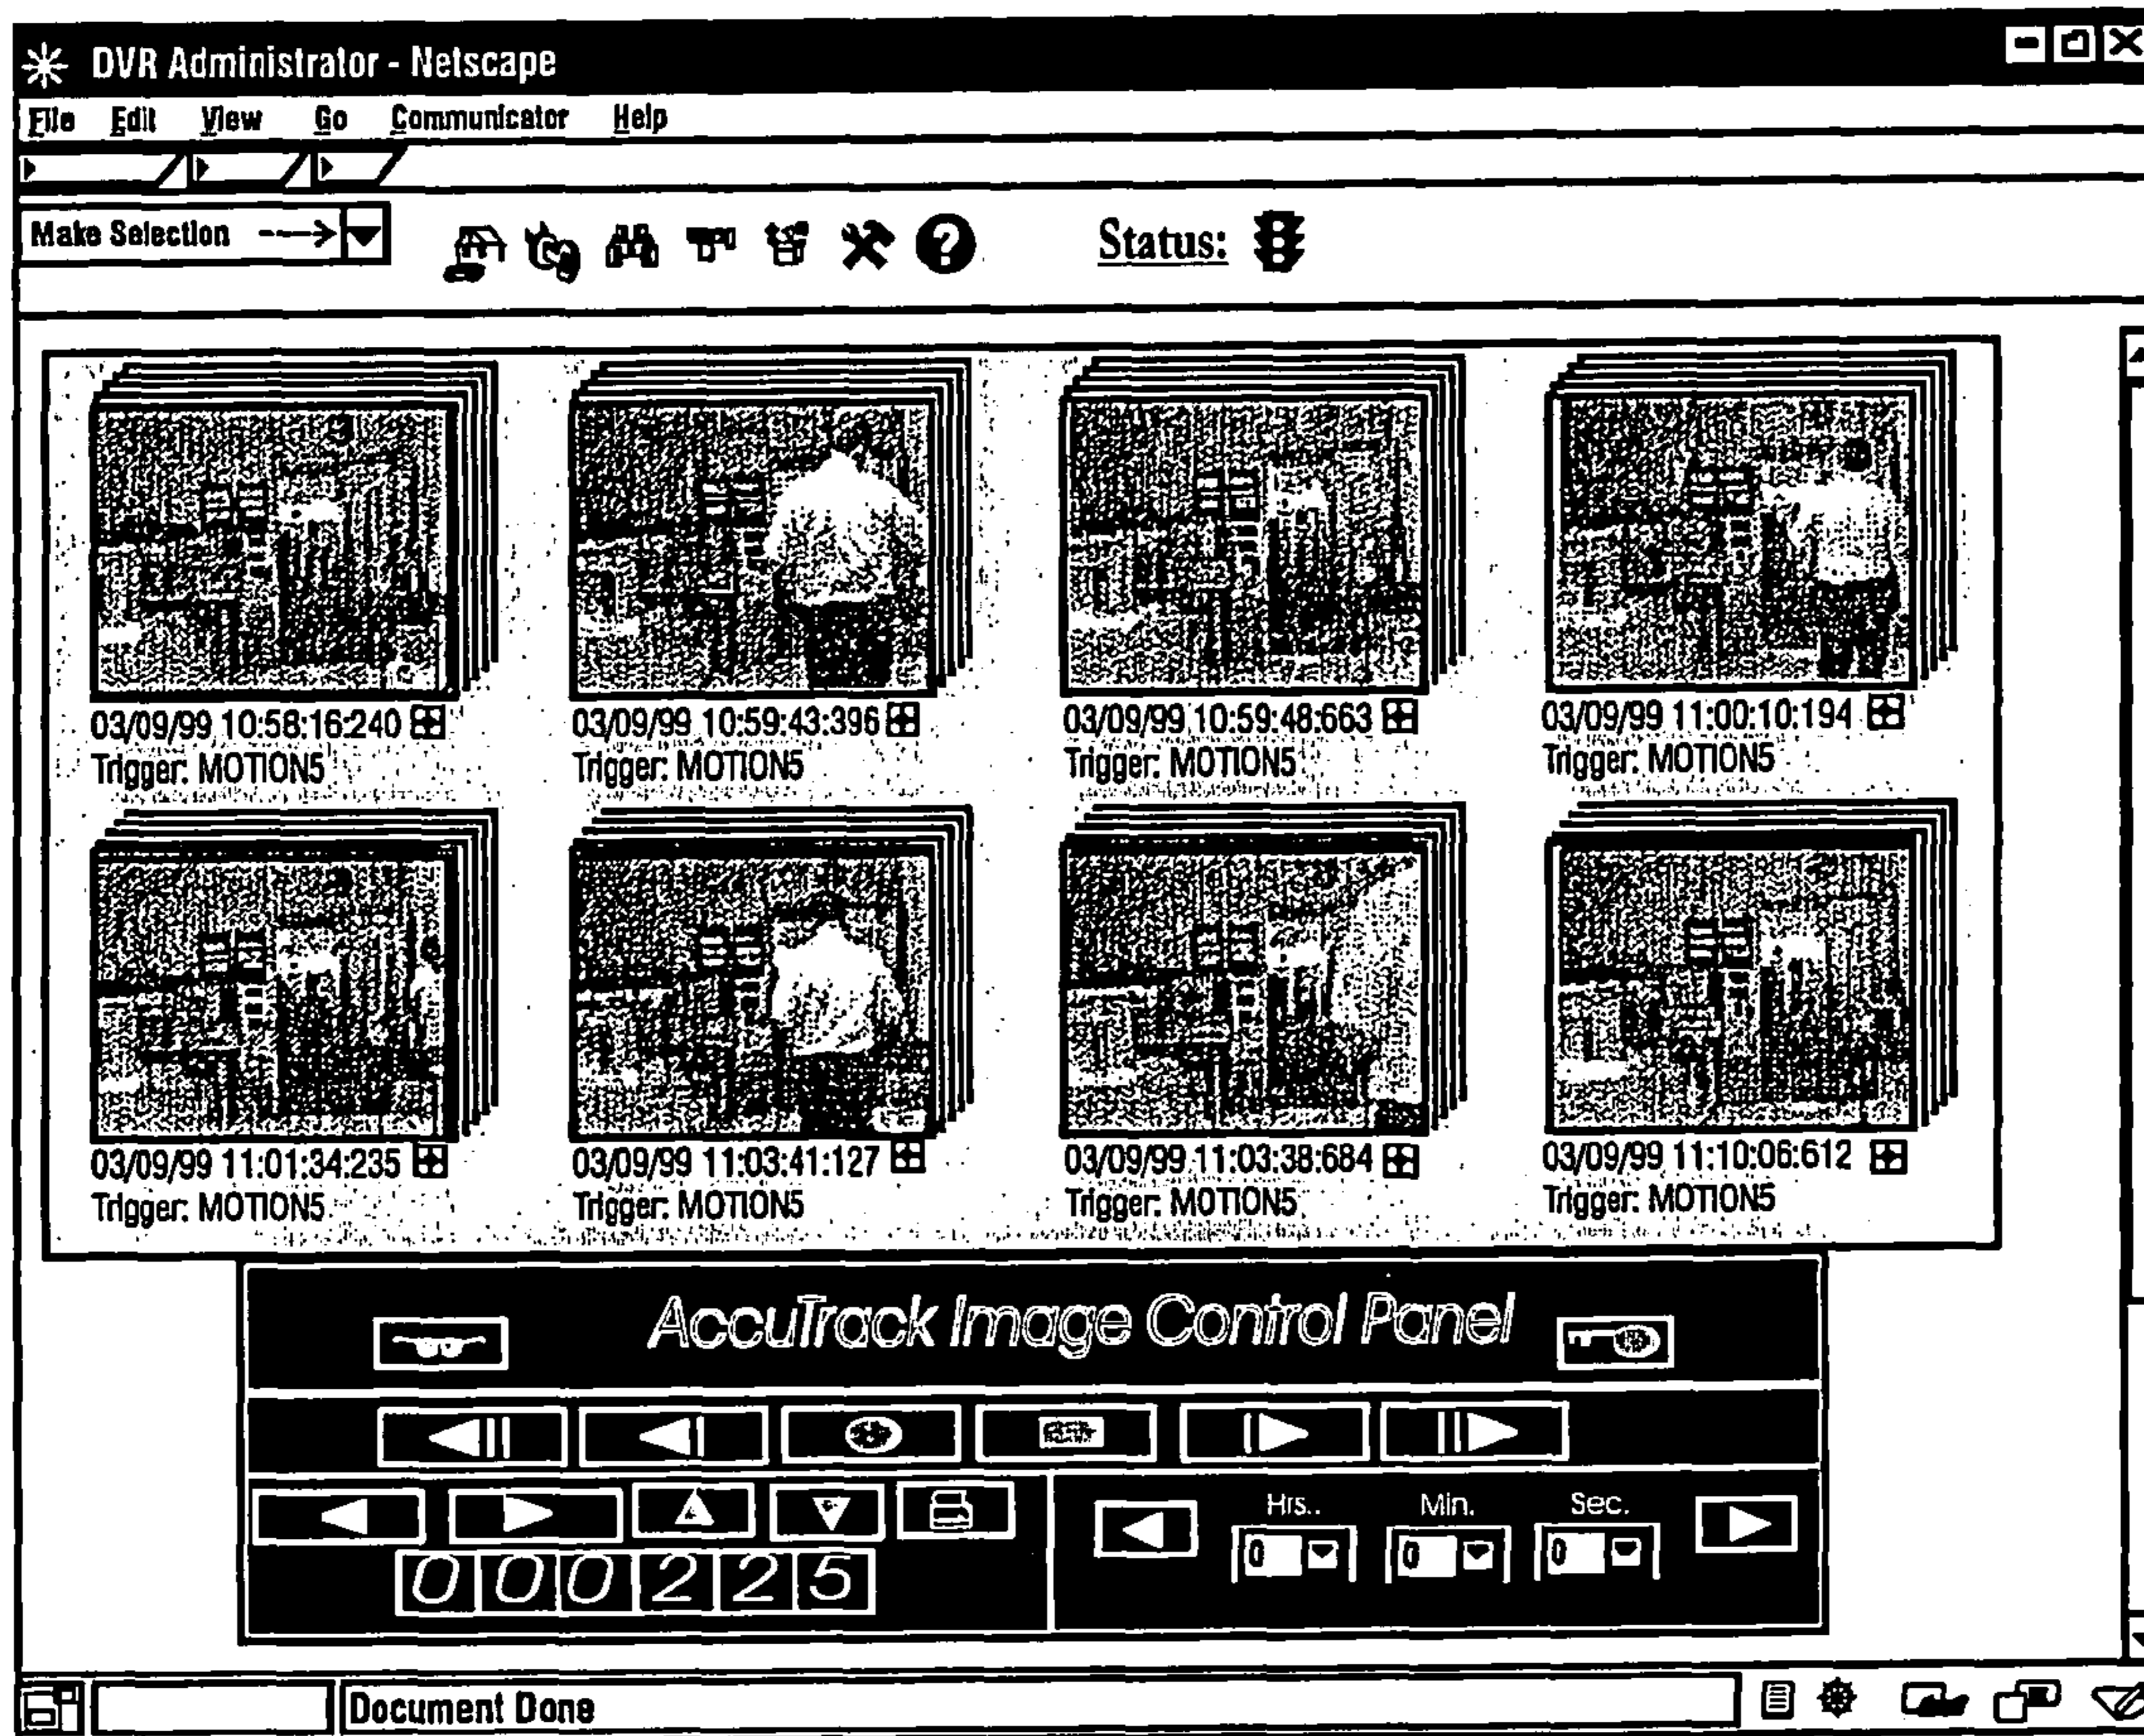 DVR Administrator - Netscape
File Edit View Go Communicator Help
Make Selection
Status:
03/09/99 10:58:16:240 03/09/99 10:59:43:396 03/09/99 10:59:48:663 03/09/99 11:00:10:194
Trigger: MOTION5 Trigger: MOTION5 Trigger: MOTION5 Trigger: MOTION5
03/09/99 11:01:34:235 03/09/99 11:03:41:127 03/09/99 11:03:38:684 03/09/99 11:10:06:612
Trigger: MOTION5 Trigger: MOTION5 Trigger: MOTION5 Trigger: MOTION5
AccuTrack Image Control Panel
Hrs.. Min. Sec.
0 0 0
000225
Document Done